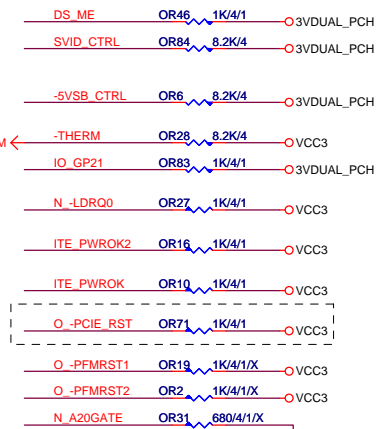 DS_ME OR46 1K/4/1 3VDUAL_PCH
SVID_CTRL OR84 8.2K/4 3VDUAL_PCH
-5VSB_CTRL OR6 8.2K/4 3VDUAL_PCH
M -THERM OR28 8.2K/4 VCC3
IO_GP21 OR83 1K/4/1 3VDUAL_PCH
N_-LDRQ0 OR27 1K/4/1 VCC3
ITE_PWROK2 OR16 1K/4/1 VCC3
ITE_PWROK OR10 1K/4/1 VCC3
O_-PCIE_RST OR71 1K/4/1 VCC3
O_-PFMRST1 OR19 1K/4/1/X VCC3
O_-PFMRST2 OR2 1K/4/1/X VCC3
N_A20GATE OR31 680/4/1/X